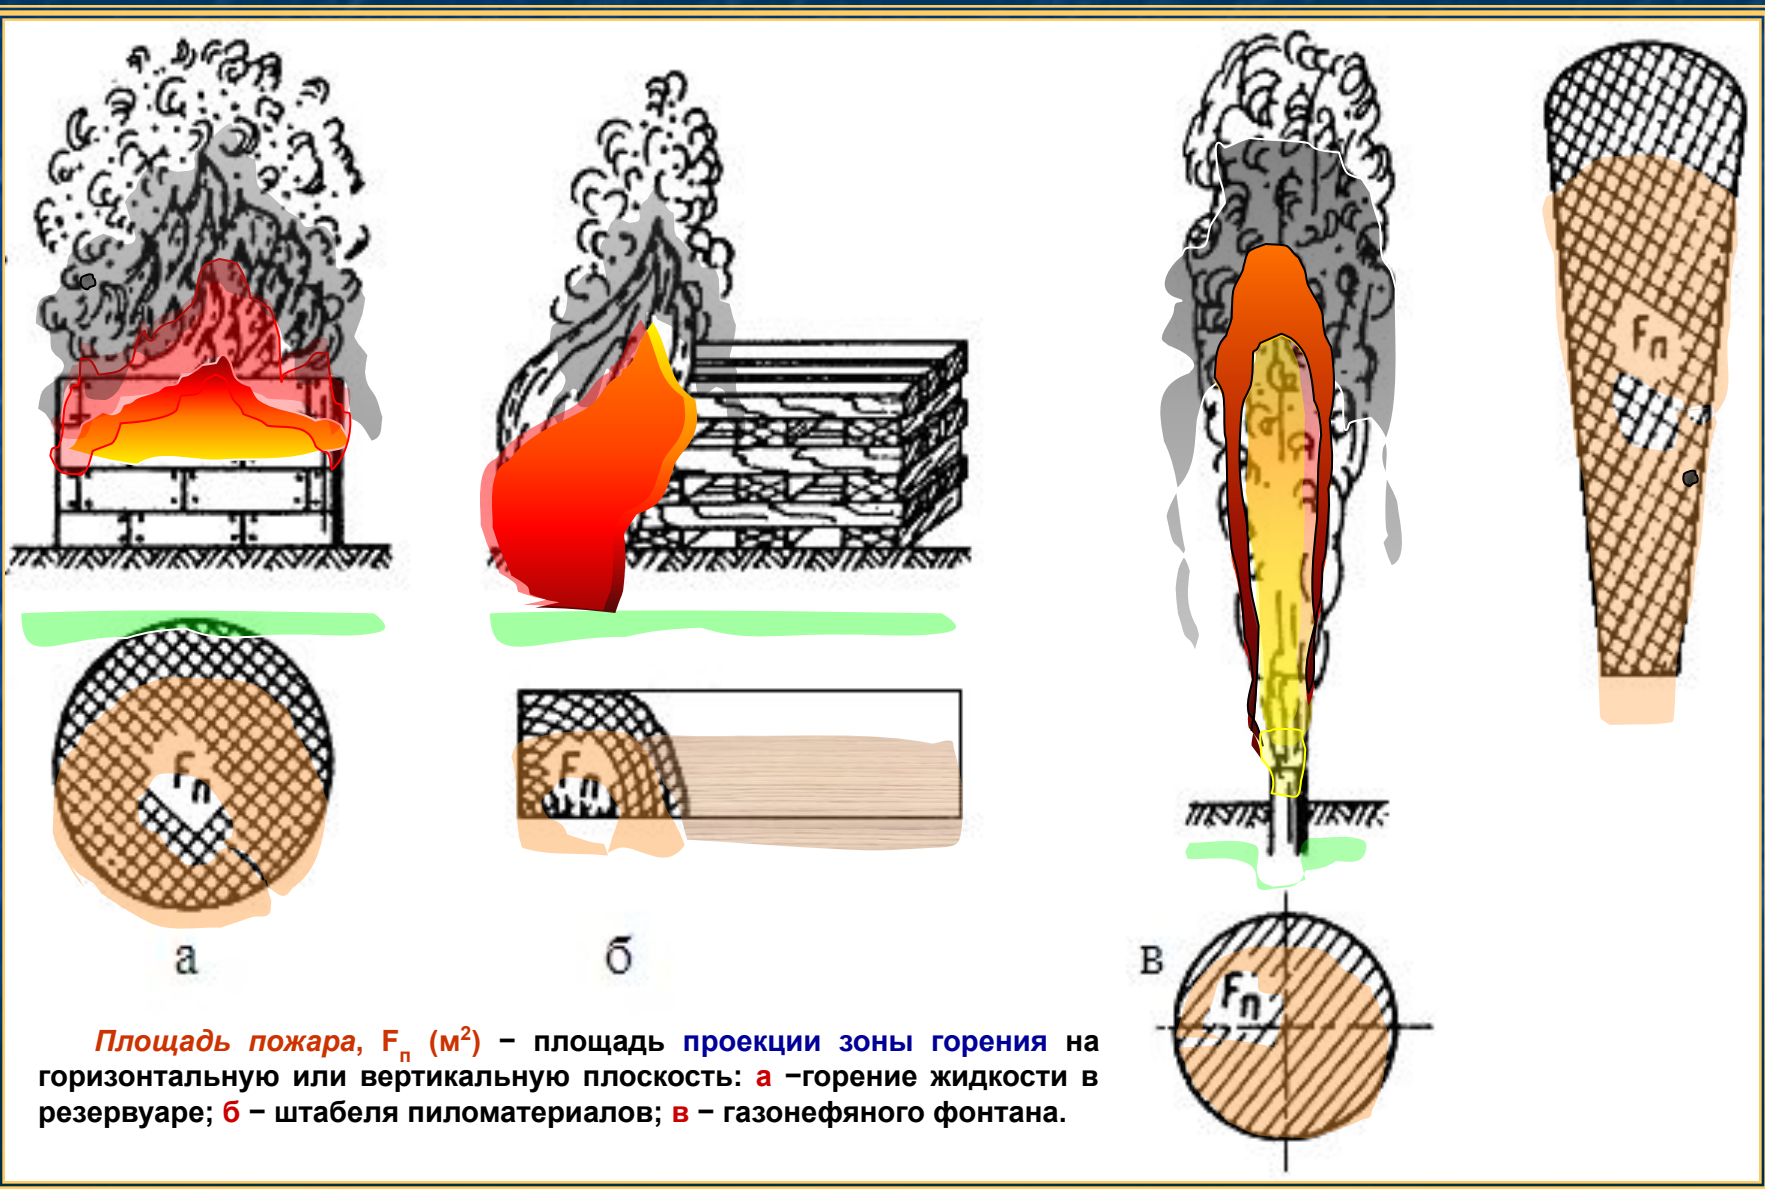 Fп
Fп
Fп
Fп
а
б
В
Площадь пожара, Fп (м²) – площадь проекции зоны горения на
горизонтальную или вертикальную плоскость: а –горение жидкости в
резервуаре; б – штабеля пиломатериалов; в – газонефяного фонтана.